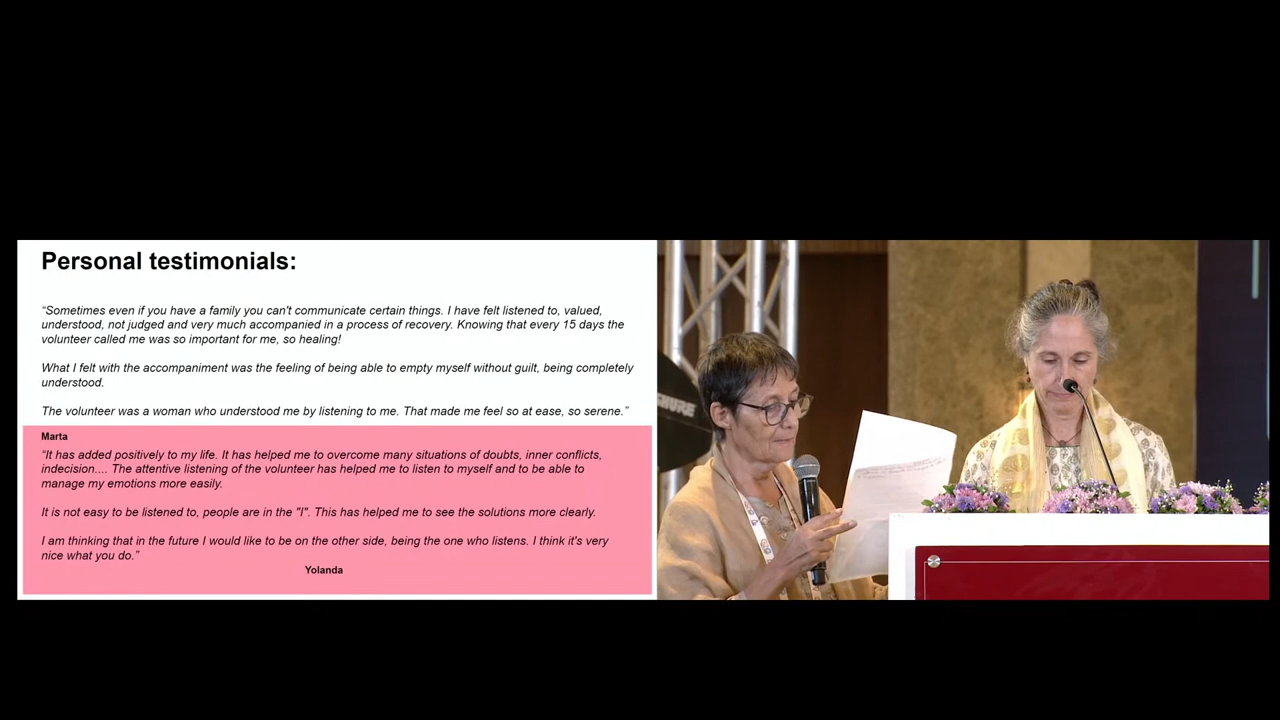 Personal testimonials:
“Sometimes even if you have a family you can't communicate certain things. I have felt listened to, valued,
understood, not judged and very much accompanied in a process of recovery. Knowing that every 15 days the
volunteer called me was so important for me, so healing!
What I felt with the accompaniment was the feeling of being able to empty myself without guilt, being completely
understood.
The volunteer was a woman who understood me by listening to me. That made me feel so at ease, so serene.”
Marta
“It has added positively to my life. It has helped me to overcome many situations of doubts, inner conflicts,
indecision.... The attentive listening of the volunteer has helped me to listen to myself and to be able to
manage my emotions more easily.
It is not easy to be listened to, people are in the "I". This has helped me to see the solutions more clearly.
I am thinking that in the future I would like to be on the other side, being the one who listens. I think it's very
nice what you do.”
Yolanda